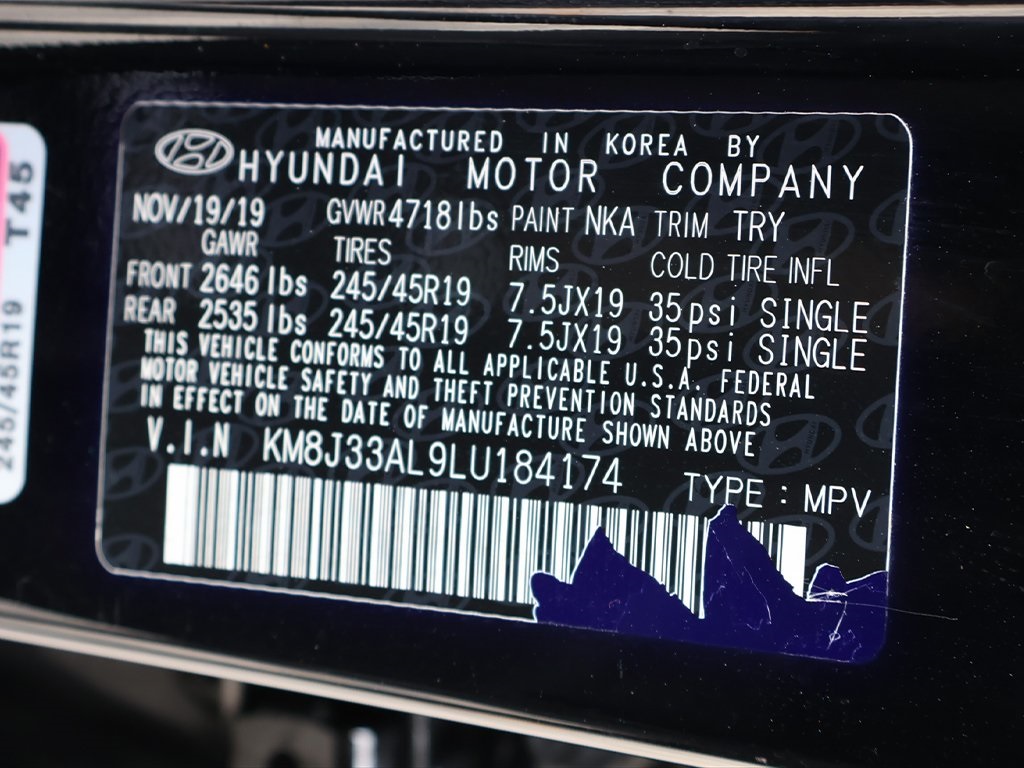 MANUFACTURED IN KOREA BY
HYUNDAI MOTOR COMPANY
NOV/19/19 GVWR 4718lbs PAINT NKA TRIM TRY
GAWR TIRES RIMS COLD TIRE INFL
FRONT 2646 lbs 245/45R19 7.5JX19 35psi SINGLE
REAR 2535 lbs 245/45R19 7.5JX19 35psi SINGLE
THIS VEHICLE CONFORMS TO ALL APPLICABLE U.S.A. FEDERAL
MOTOR VEHICLE SAFETY AND THEFT PREVENTION STANDARDS
IN EFFECT ON THE DATE OF MANUFACTURE SHOWN ABOVE
V.I.N KM8J33AL9LU184174 TYPE : MPV
245/45R19 T45